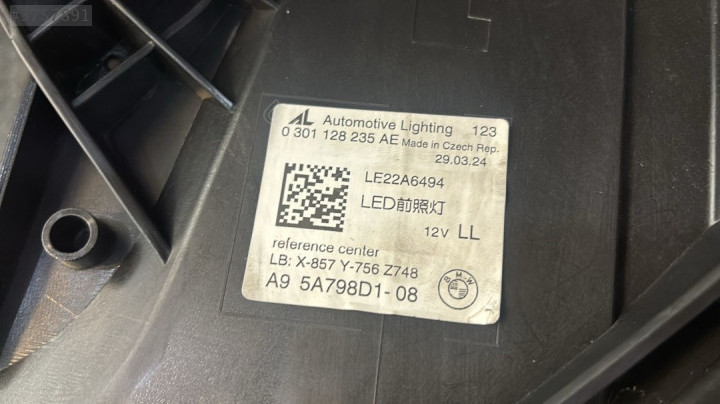 AL Automotive Lighting 123
0 301 128 235 AE Made in Czech Rep.
29.03.24
LE22A6494
LED前照灯
12V LL
reference center
LB: X-857 Y-756 Z748
A9 5A798D1-08
BMW